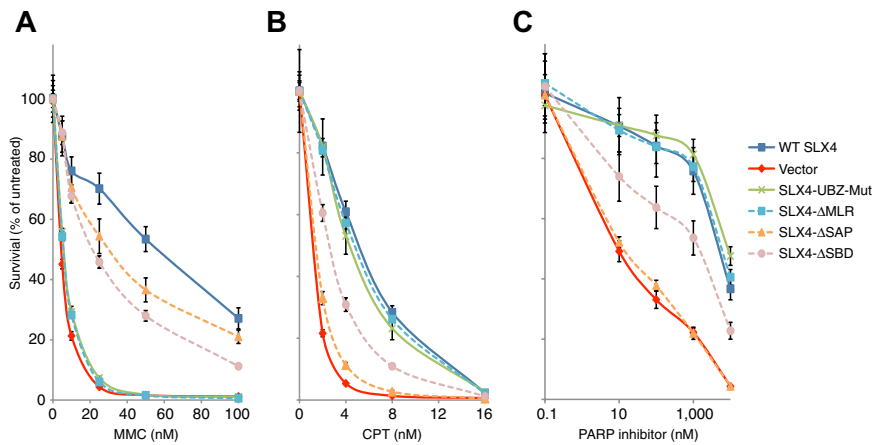 A
B
C
Survivial (% of untreated)
100
80
60
40
20
0
0 20 40 60 80 100
MMC (nM)
0 4 8 12 16
CPT (nM)
0.1 10 1,000
PARP inhibitor (nM)
WT SLX4
Vector
SLX4-UBZ-Mut
SLX4-ΔMLR
SLX4-ΔSAP
SLX4-ΔSBD